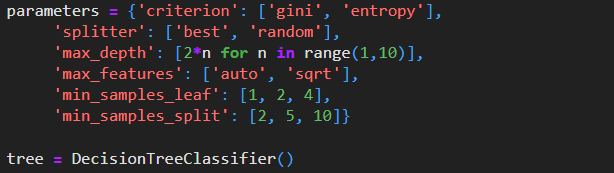 parameters = {'criterion': ['gini', 'entropy'],
     'splitter': ['best', 'random'],
     'max_depth': [2*n for n in range(1,10)],
     'max_features': ['auto', 'sqrt'],
     'min_samples_leaf': [1, 2, 4],
     'min_samples_split': [2, 5, 10]}

tree = DecisionTreeClassifier()